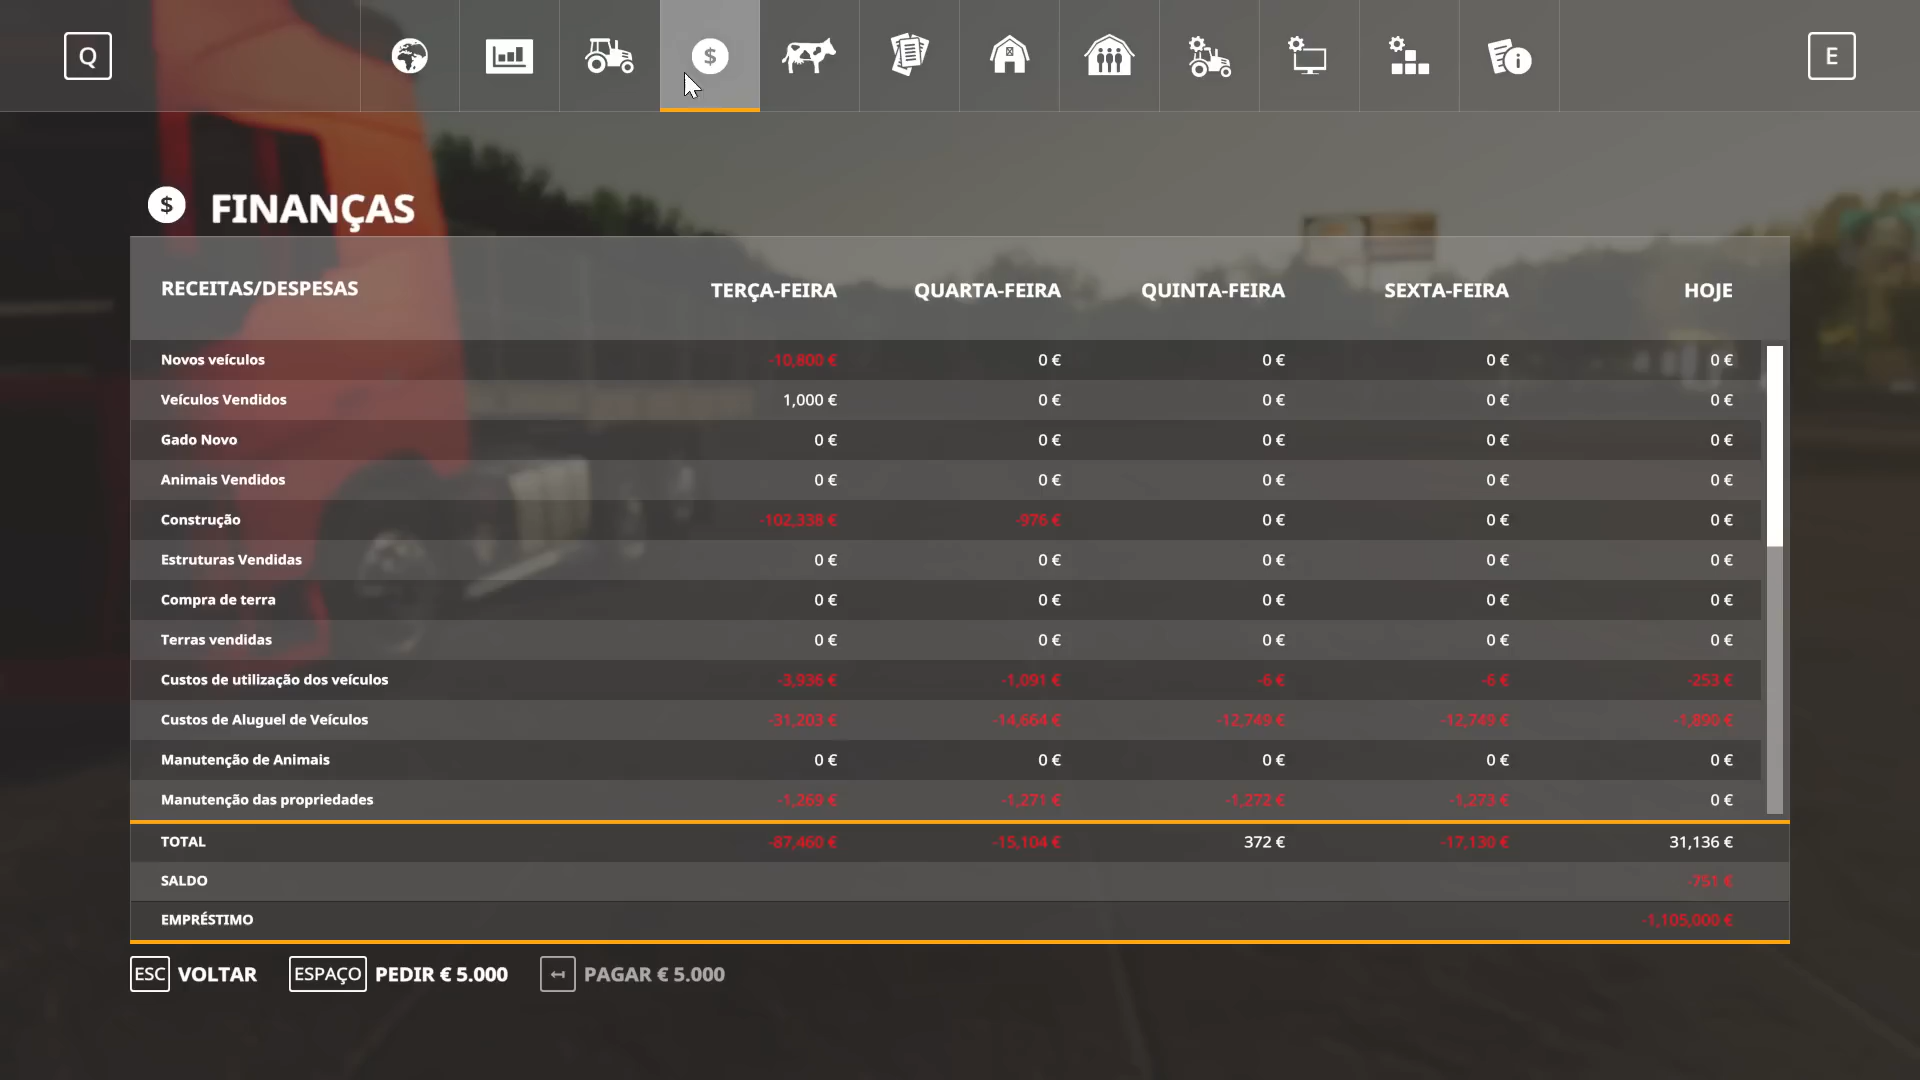 Q
$
E
$ FINANÇAS
RECEITAS/DESPESAS TERÇA-FEIRA QUARTA-FEIRA QUINTA-FEIRA SEXTA-FEIRA HOJE
Novos veículos -10,800 € 0 € 0 € 0 € 0 €
Veículos Vendidos 1,000 € 0 € 0 € 0 € 0 €
Gado Novo 0 € 0 € 0 € 0 € 0 €
Animais Vendidos 0 € 0 € 0 € 0 € 0 €
Construção -102,338 € -976 € 0 € 0 € 0 €
Estruturas Vendidas 0 € 0 € 0 € 0 € 0 €
Compra de terra 0 € 0 € 0 € 0 € 0 €
Terras vendidas 0 € 0 € 0 € 0 € 0 €
Custos de utilização dos veículos -3,936 € -1,091 € -6 € -6 € -253 €
Custos de Aluguel de Veículos -31,203 € -14,664 € -12,749 € -12,749 € -1,890 €
Manutenção de Animais 0 € 0 € 0 € 0 € 0 €
Manutenção das propriedades -1,269 € -1,271 € -1,272 € -1,273 € 0 €
TOTAL -87,460 € -15,104 € 372 € -17,130 € 31,136 €
SALDO -751 €
EMPRÉSTIMO -1,105,000 €
ESC VOLTAR ESPAÇO PEDIR € 5.000 PAGAR € 5.000